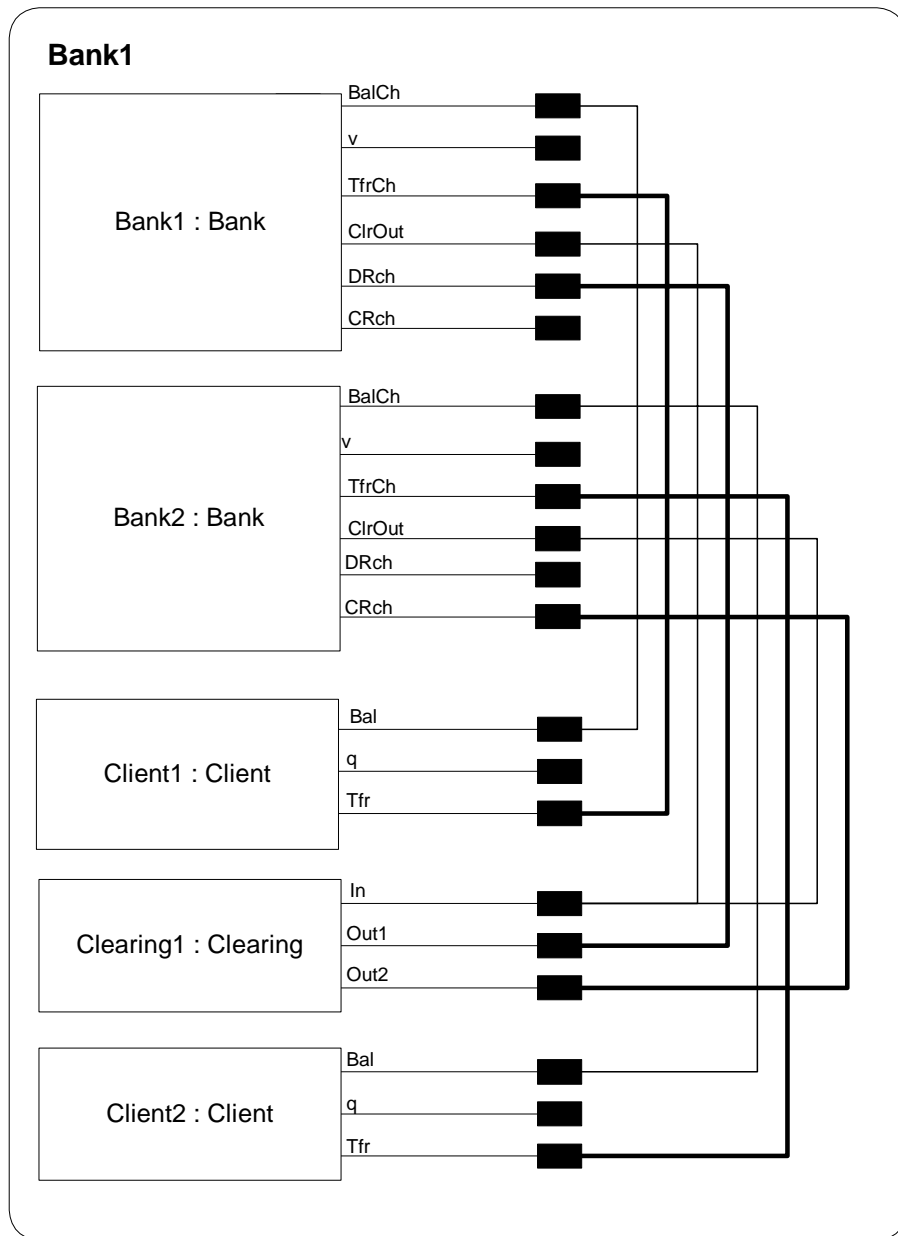 Bank1
BalCh
v
TfrCh
Bank1 : Bank
ClrOut
DRch
CRch
BalCh
v
TfrCh
Bank2 : Bank
ClrOut
DRch
CRch
Bal
Client1 : Client
q
Tfr
In
Clearing1 : Clearing
Out1
Out2
Bal
Client2 : Client
q
Tfr